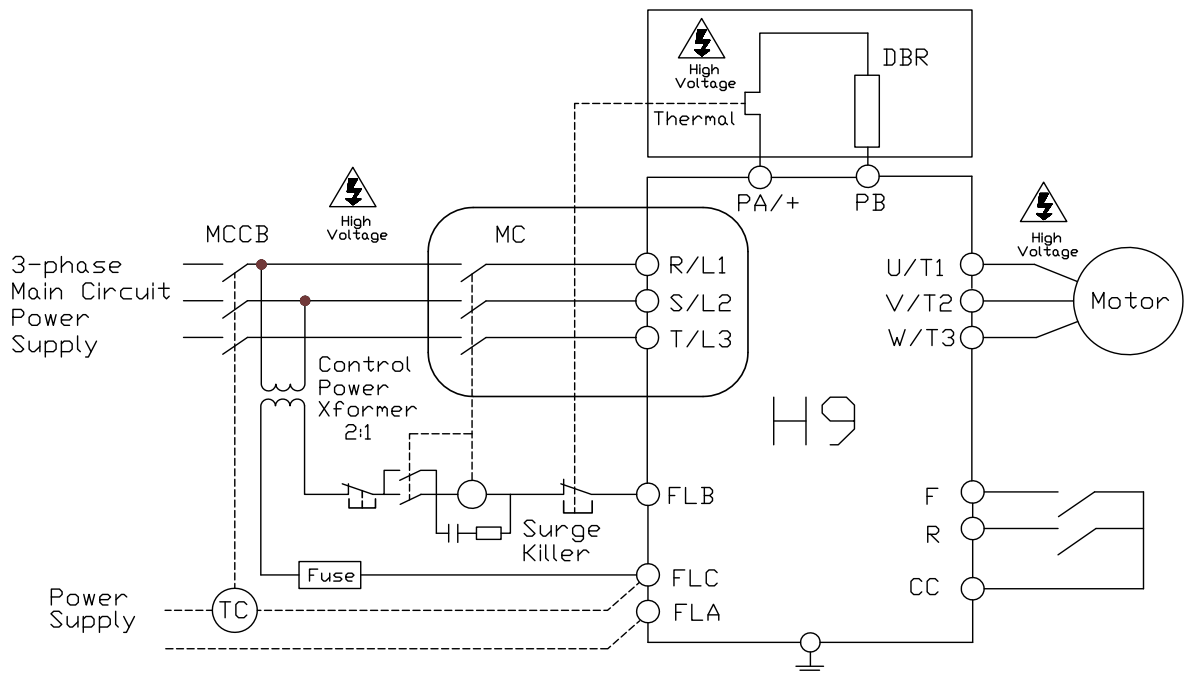 High
Voltage
DBR
Thermal
PA/+
PB
High
Voltage
MCCB
MC
High
Voltage
3-phase
Main Circuit
Power
Supply
R/L1
S/L2
T/L3
U/T1
V/T2
W/T3
Motor
Control
Power
Xformer
2:1
H9
FLB
Surge
Killer
F
R
CC
Fuse
FLC
FLA
Power
Supply
TC